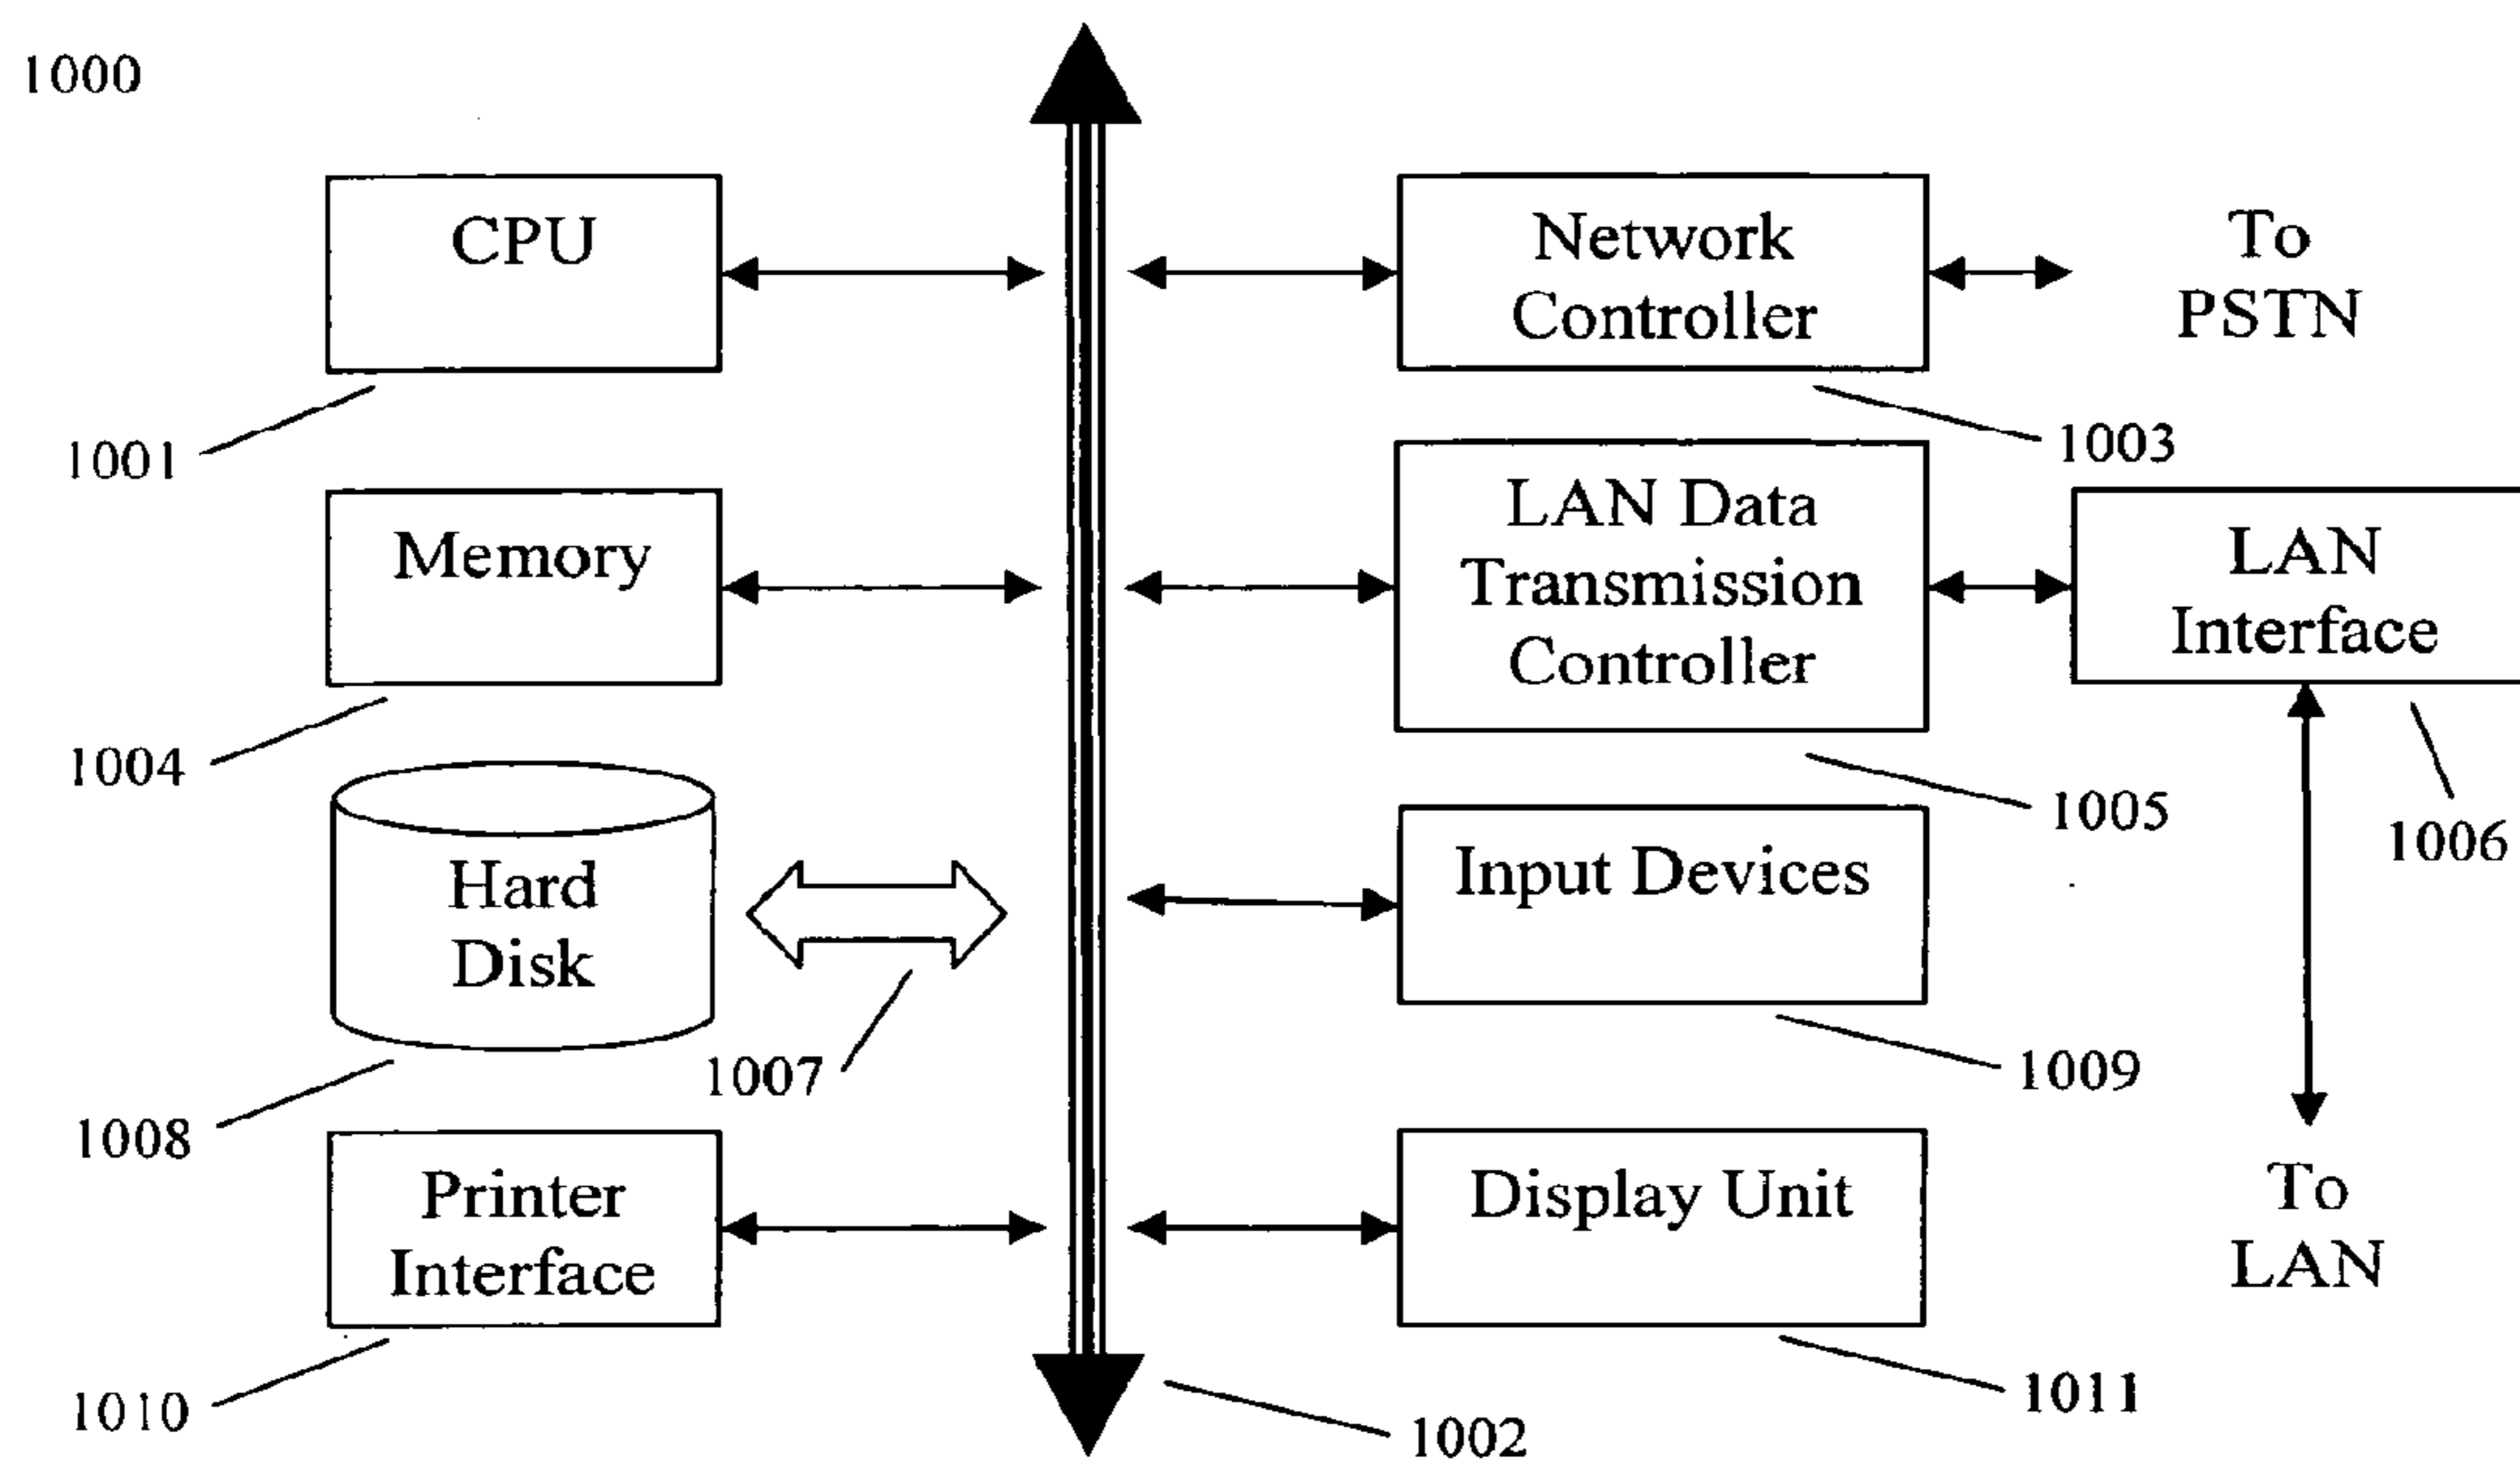 1000
CPU
Network
Controller
To
PSTN
1001
1003
Memory
LAN Data
Transmission
Controller
LAN
Interface
1004
1005
1006
Hard
Disk
Input Devices
1007
1008
1009
Printer
Interface
Display Unit
To
LAN
1010
1002
1011